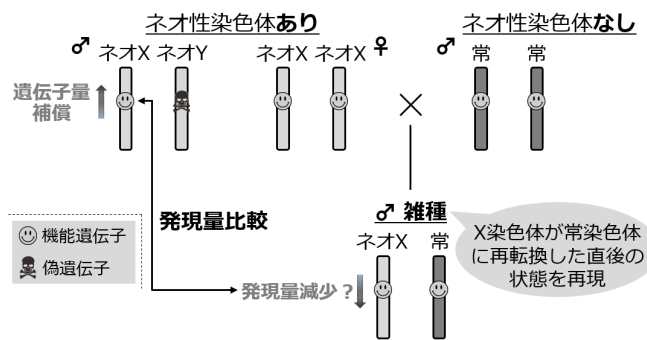 ネオ性染色体あり
ネオ性染色体なし
♂ ネオX ネオY ネオX ネオX ♀
♂ 常 常
遺伝子量
補償
×
発現量比較
機能遺伝子
偽遺伝子
♂ 雑種
ネオX 常
発現量減少？
X染色体が常染色体
に再転換した直後の
状態を再現